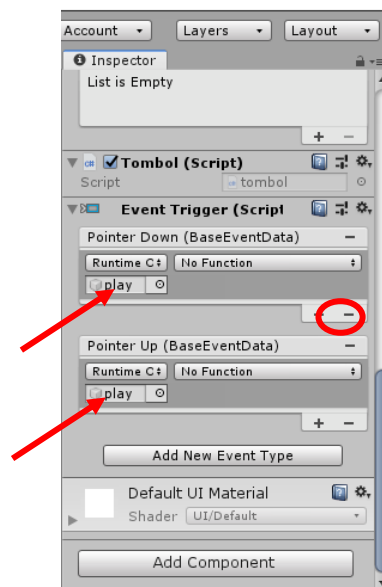 Account Layers Layout
Inspector
List is Empty
+ −
Tombol (Script)
Script tombol
Event Trigger (Script
Pointer Down (BaseEventData) −
Runtime O No Function
play
+ −
Pointer Up (BaseEventData) −
Runtime O No Function
play
+ −
Add New Event Type
Default UI Material
Shader UI/Default
Add Component